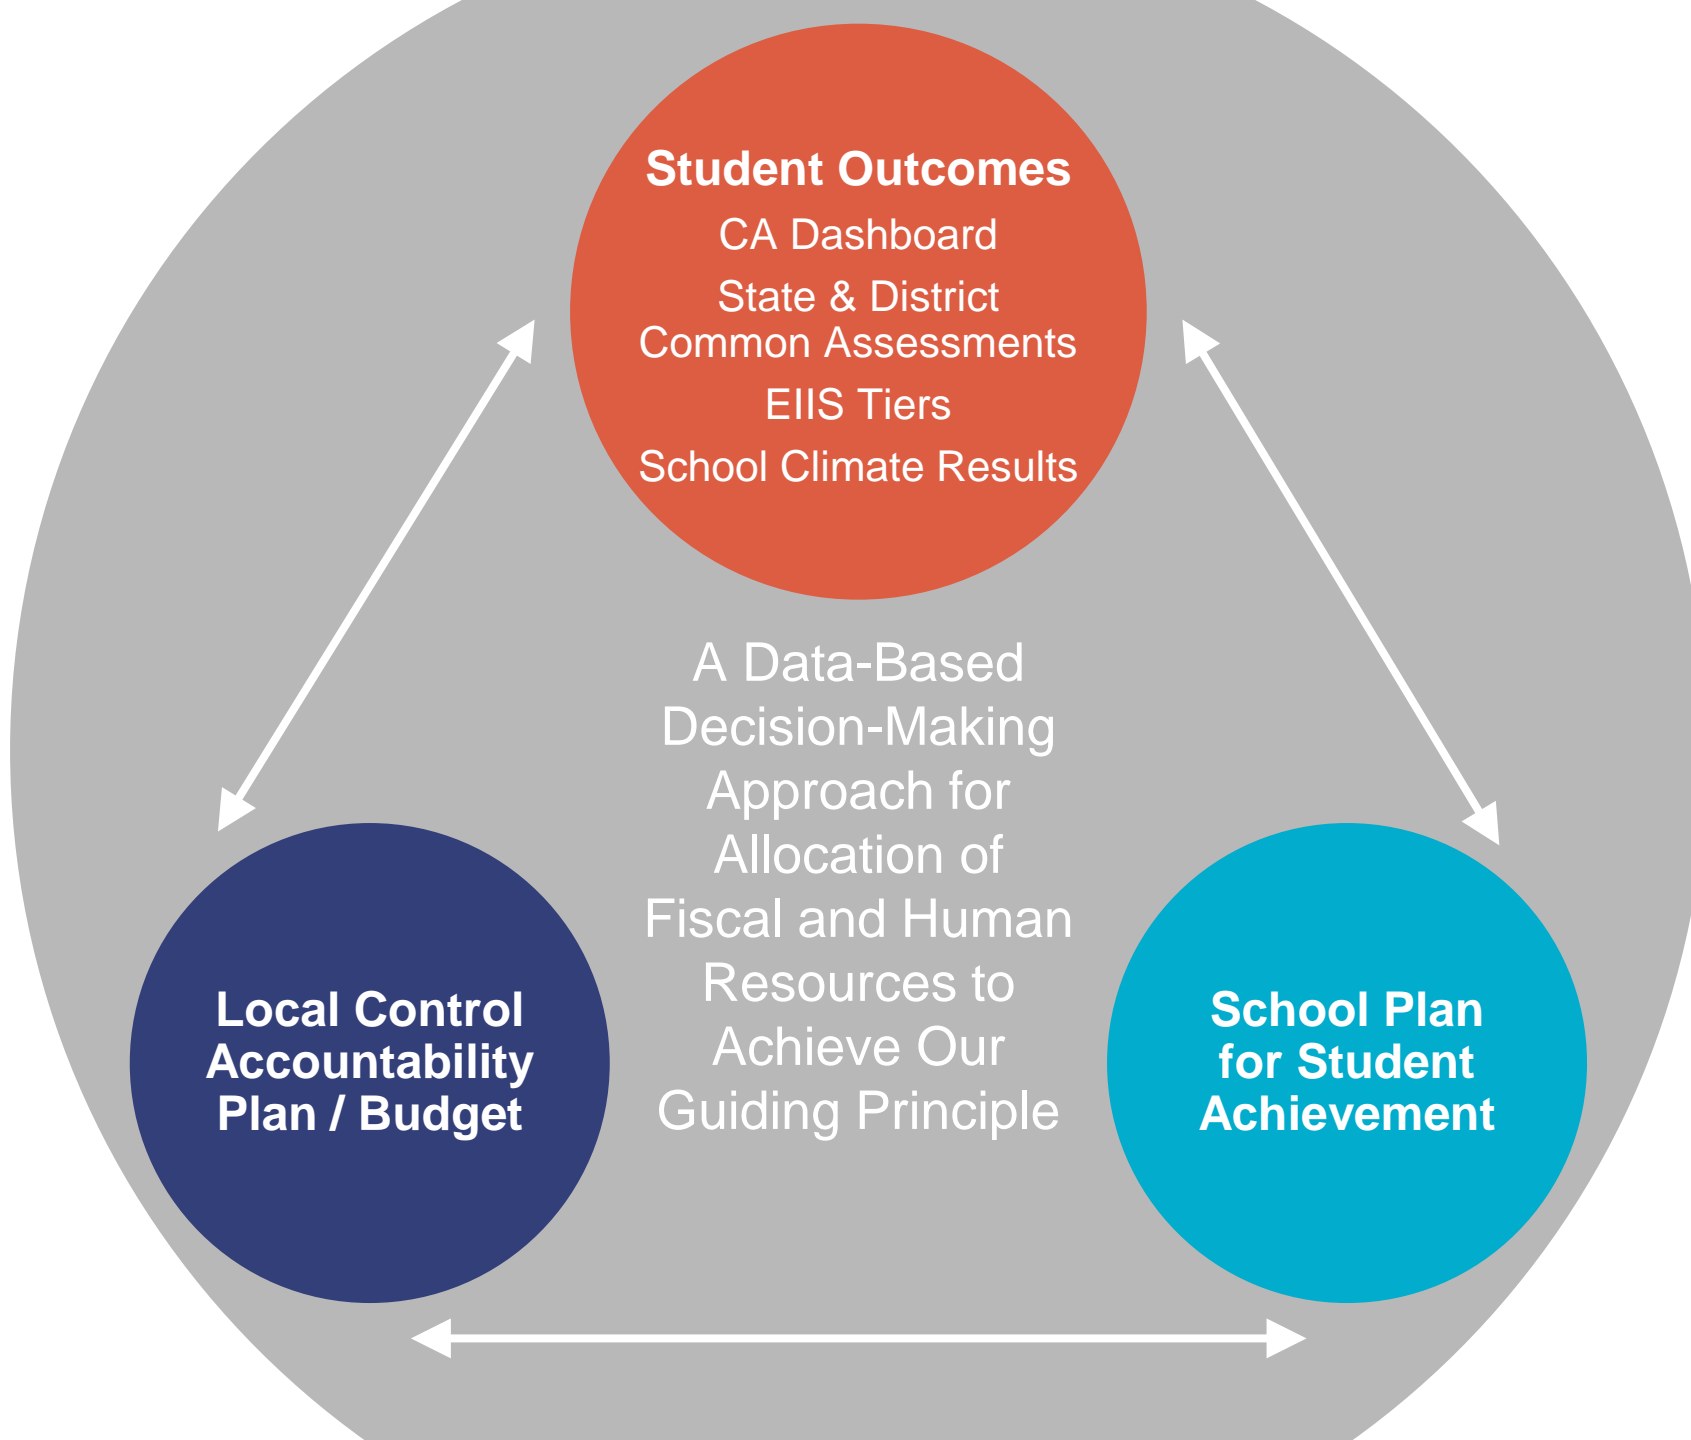 Student Outcomes
CA Dashboard
State & District
Common Assessments
EIIS Tiers
School Climate Results
A Data-Based
Decision-Making
Approach for
Allocation of
Fiscal and Human
Resources to
Achieve Our
Guiding Principle
Local Control
Accountability
Plan / Budget
School Plan
for Student
Achievement